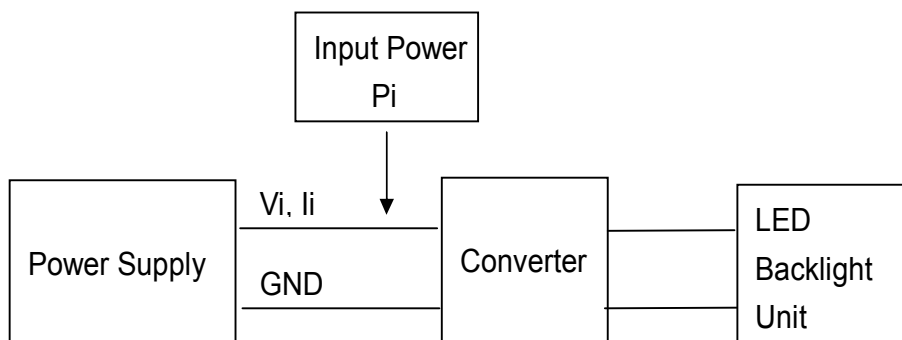 Input Power
Pi
Vi, Ii
Power Supply
GND
Converter
LED
Backlight
Unit